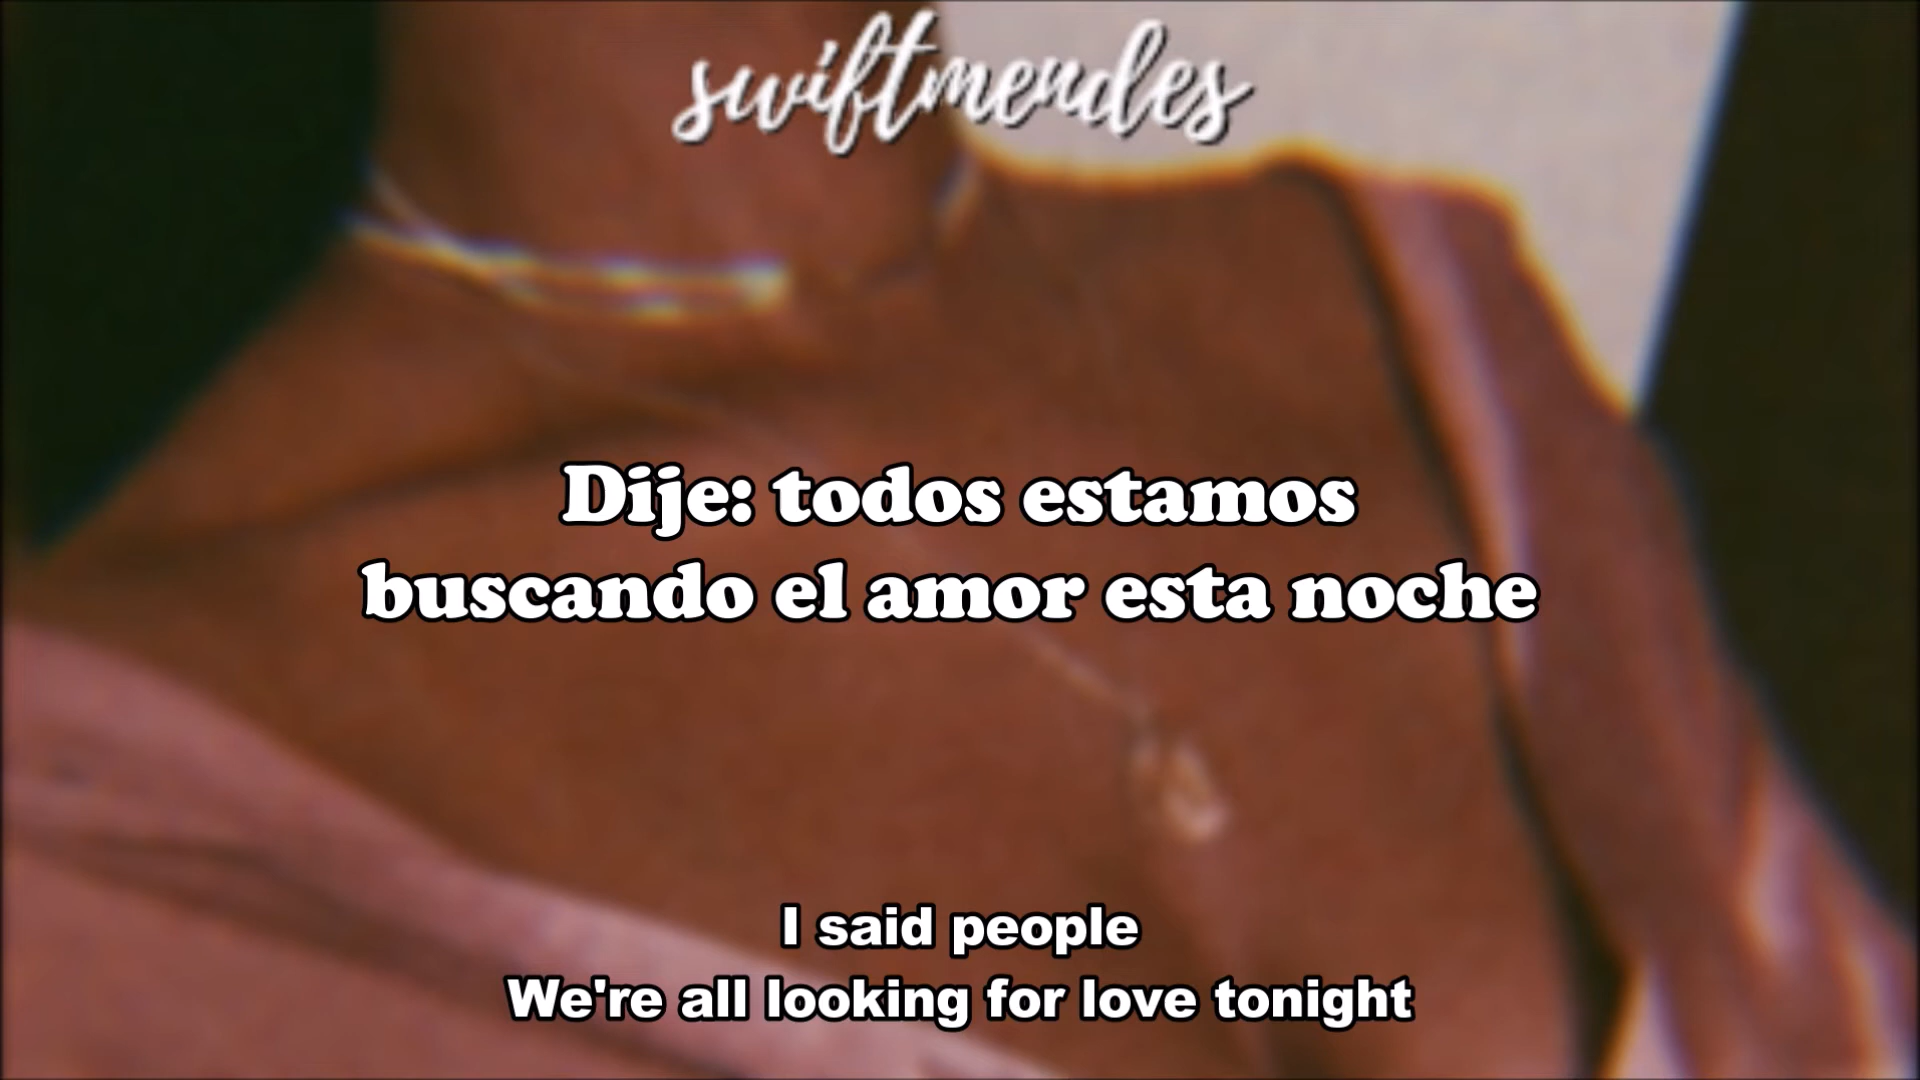 swiftmendes
Dije: todos estamos
buscando el amor esta noche
I said people
We're all looking for love tonight